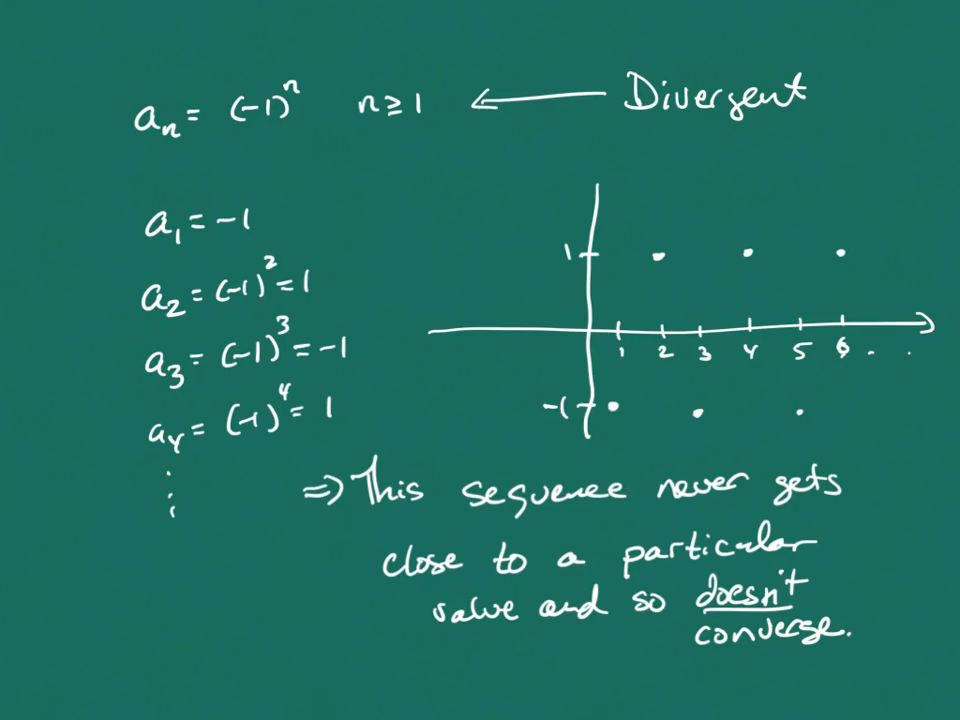 aₙ = (-1)ⁿ n ≥ 1 ← Divergent
a₁ = -1
a₂ = (-1)² = 1
a₃ = (-1)³ = -1
a₄ = (-1)⁴ = 1
⋮
1
1 2 3 4 5 6 . .
-1
⇒ This sequence never gets
close to a particular
value and so doesn't
converge.